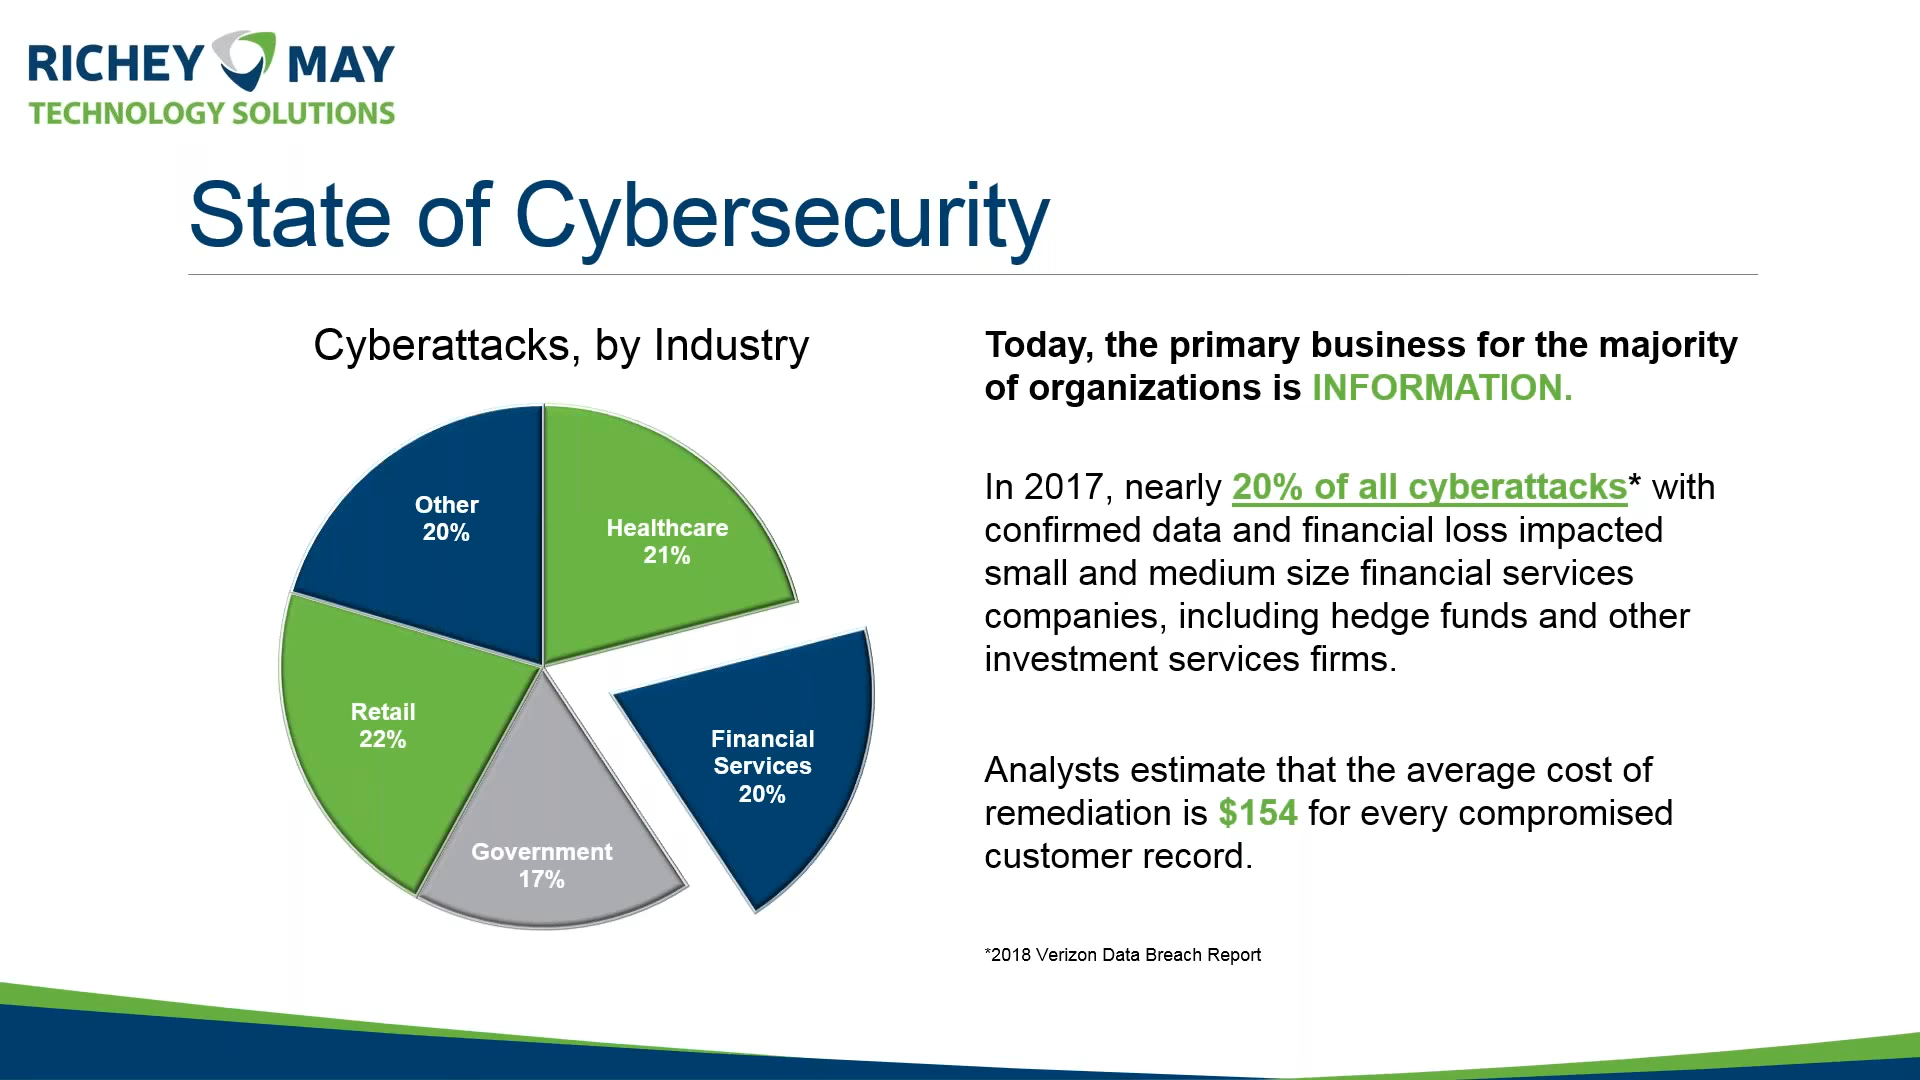 RICHEY MAY
TECHNOLOGY SOLUTIONS
State of Cybersecurity
Cyberattacks, by Industry
Other
20%
Healthcare
21%
Retail
22%
Financial
Services
20%
Government
17%
Today, the primary business for the majority
of organizations is INFORMATION.
In 2017, nearly 20% of all cyberattacks* with
confirmed data and financial loss impacted
small and medium size financial services
companies, including hedge funds and other
investment services firms.
Analysts estimate that the average cost of
remediation is $154 for every compromised
customer record.
*2018 Verizon Data Breach Report